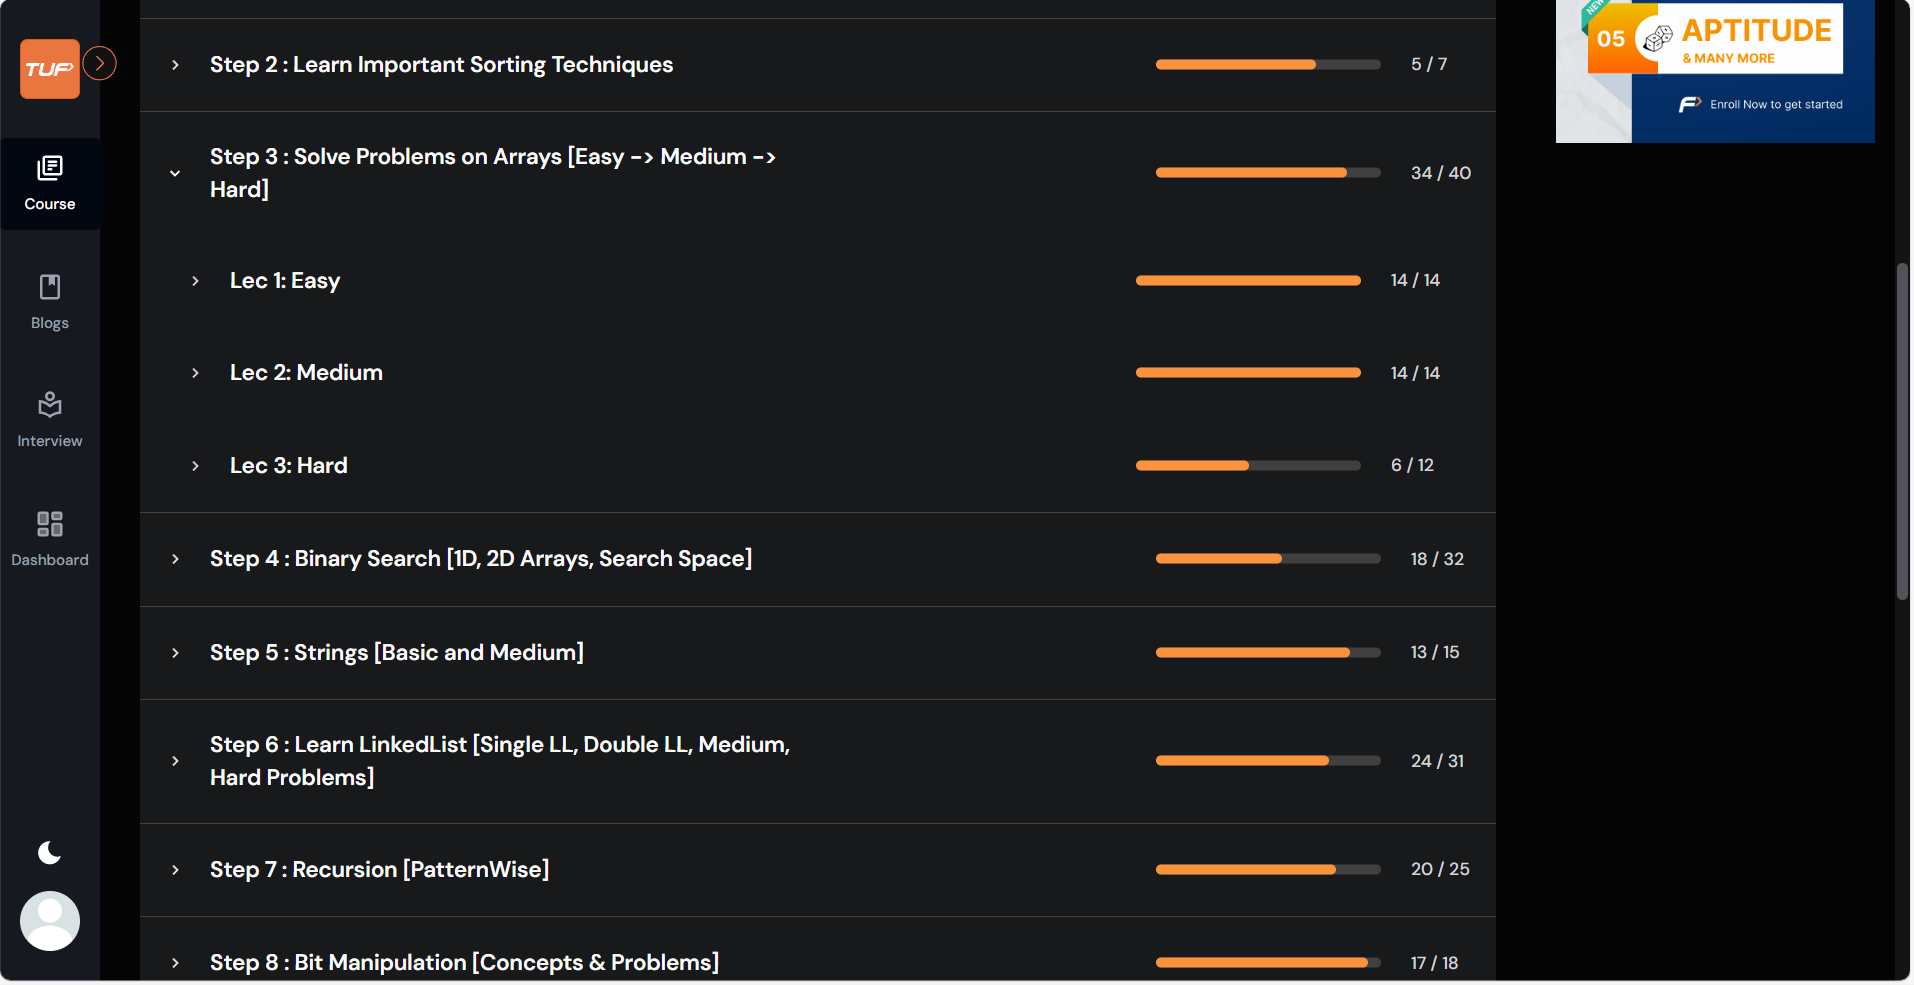 TUF
Course
Blogs
Interview
Dashboard
Step 2 : Learn Important Sorting Techniques
5 / 7
Step 3 : Solve Problems on Arrays [Easy -> Medium ->
Hard]
34 / 40
Lec 1: Easy
14 / 14
Lec 2: Medium
14 / 14
Lec 3: Hard
6 / 12
Step 4 : Binary Search [1D, 2D Arrays, Search Space]
18 / 32
Step 5 : Strings [Basic and Medium]
13 / 15
Step 6 : Learn LinkedList [Single LL, Double LL, Medium,
Hard Problems]
24 / 31
Step 7 : Recursion [PatternWise]
20 / 25
Step 8 : Bit Manipulation [Concepts & Problems]
17 / 18
NEW
05
APTITUDE
& MANY MORE
Enroll Now to get started